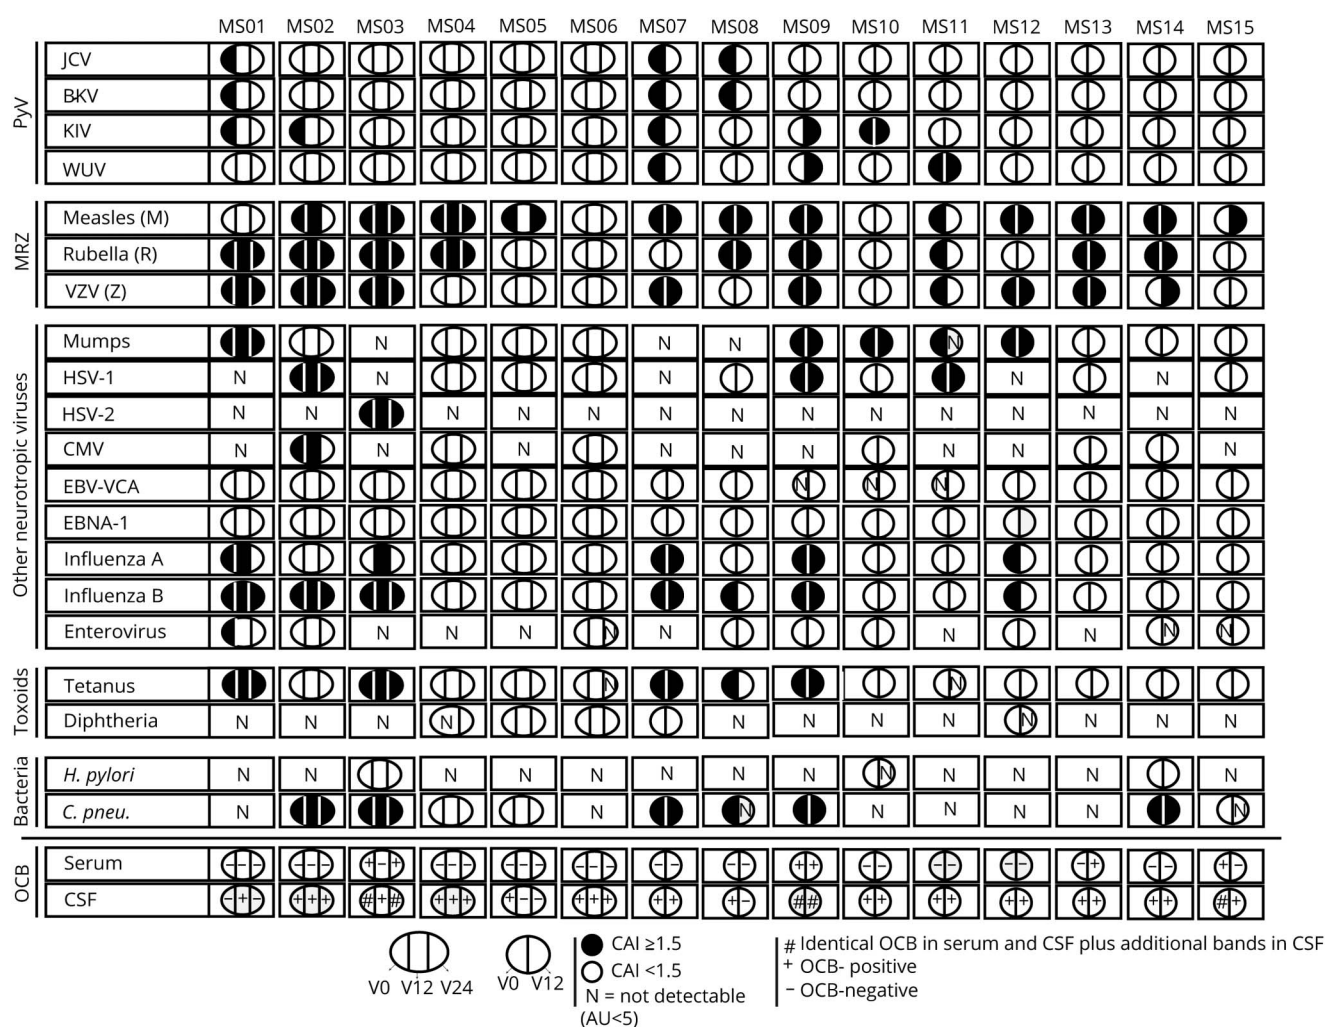 MS01 MS02 MS03 MS04 MS05 MS06 MS07 MS08 MS09 MS10 MS11 MS12 MS13 MS14 MS15
PyV
JCV
BKV
KIV
WUV
MRZ
Measles (M)
Rubella (R)
VZV (Z)
Other neurotropic viruses
Mumps N N N N
HSV-1 N N N N N
HSV-2 N N N N N N N N N N N N N N
CMV N N N N N N N N N
EBV-VCA N N N
EBNA-1
Influenza A
Influenza B
Enterovirus N N N N N N N N N
Toxoids
Tetanus N N
Diphtheria N N N N N N N N N N N N
Bacteria
H. pylori N N N N N N N N N N N N N N
C. pneu. N N N N N N N N
OCB
Serum --- --- +-+ --- --- --- -- -- ++ -- -- -- -+ -- +-
CSF -+- +++ #+# +++ +-- +++ ++ +- ## ++ ++ ++ ++ ++ #+
V0 V12 V24
V0 V12
CAI ≥1.5
CAI <1.5
N = not detectable
(AU<5)
# Identical OCB in serum and CSF plus additional bands in CSF
+ OCB- positive
− OCB-negative